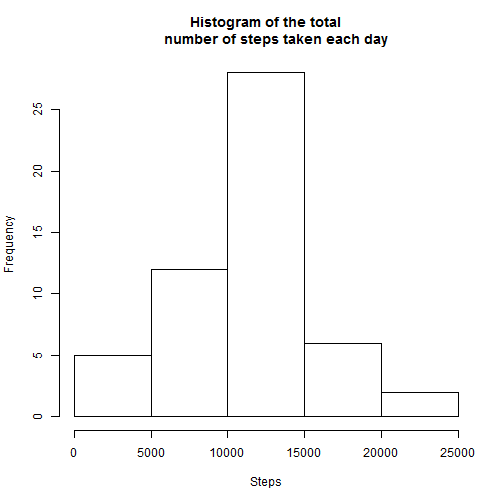 Histogram of the total
number of steps taken each day
Frequency
25
20
15
10
5
0
0 5000 10000 15000 20000 25000
Steps